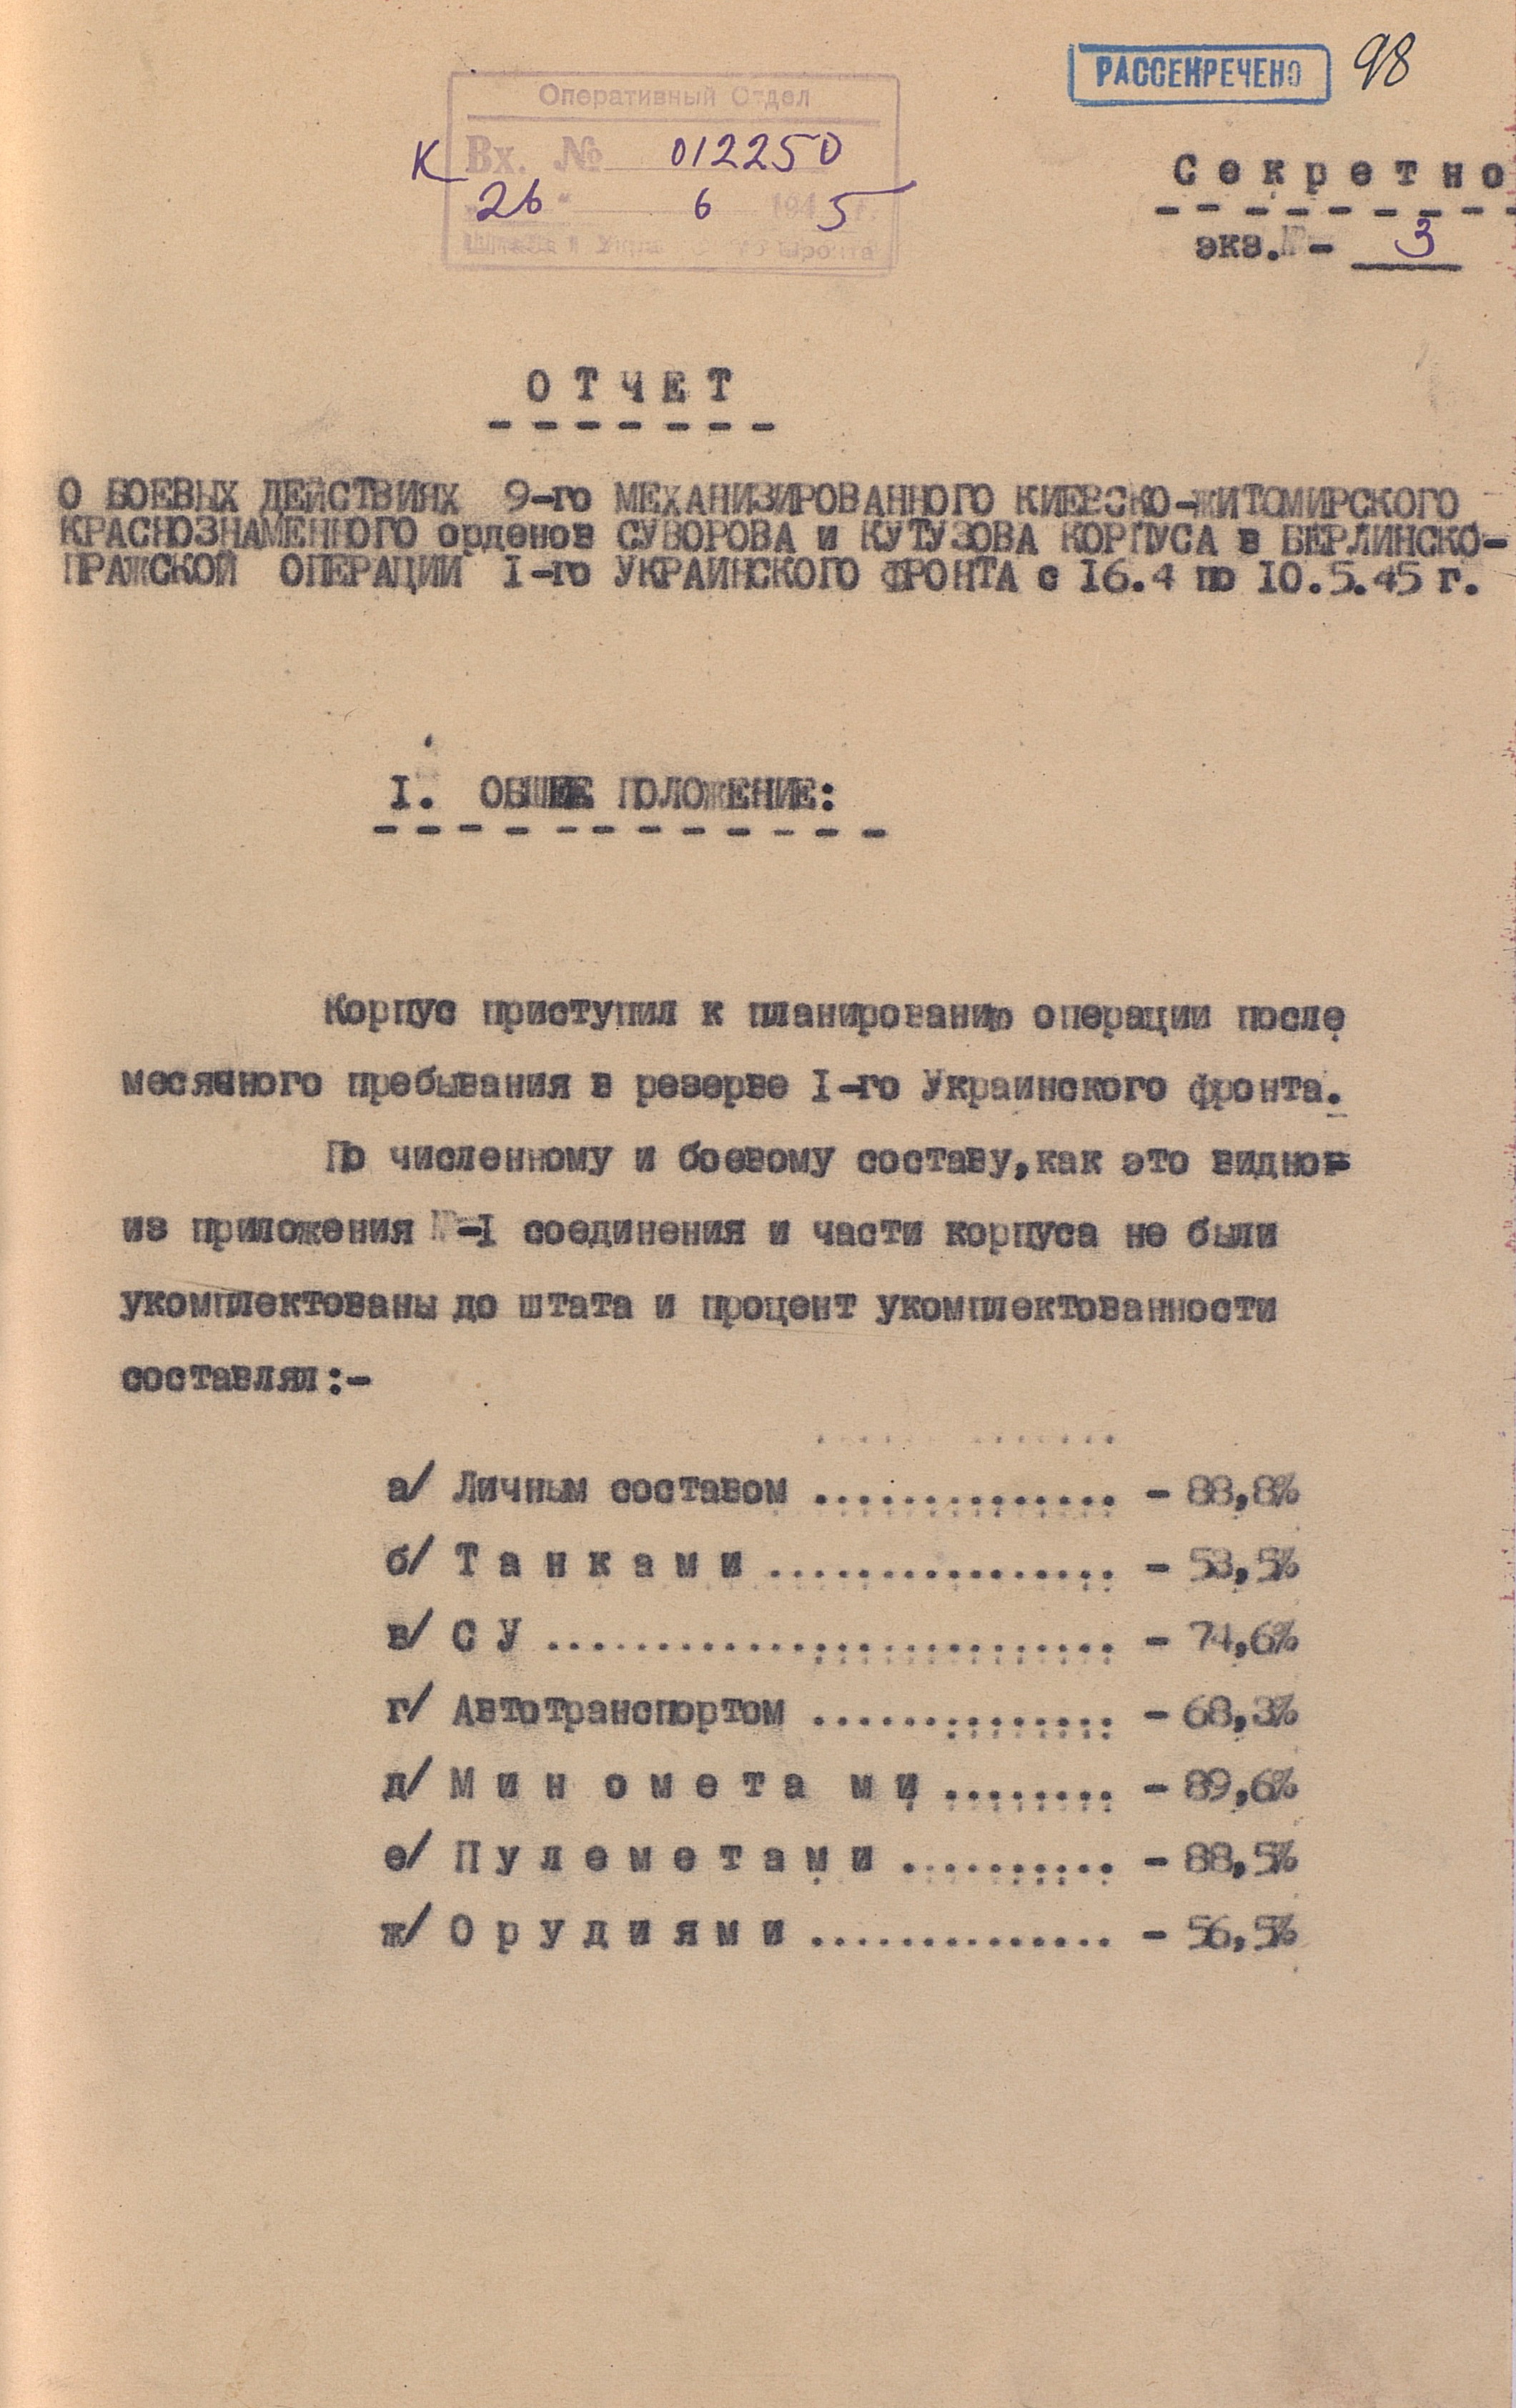 РАССЕКРЕЧЕНО 98
Оперативный Отдел
К Вх. № 012250
„26“ 6 1945 г.
фронта
Секретно
экз.№- 3
ОТЧЕТ
О БОЕВЫХ ДЕЙСТВИЯХ 9-го МЕХАНИЗИРОВАННОГО КИЕВСКО-ЖИТОМИРСКОГО
КРАСНОЗНАМЕННОГО орденов СУВОРОВА и КУТУЗОВА КОРПУСА в БЕРЛИНСКО-
ПРАЖСКОЙ ОПЕРАЦИИ I-го УКРАИНСКОГО ФРОНТА с I6.4 по IO.5.45 г.
I. ОБЩЕЕ ПОЛОЖЕНИЕ:
Корпус приступил к планированию операции после
месячного пребывания в резерве I-го Украинского фронта.
По численному и боевому составу,как это видно
из приложения №-I соединения и части корпуса не были
укомплектованы до штата и процент укомплектованности
составлял:-
а/ Личным составом .............. - 88,8%
б/ Танками ................ - 53,5%
в/ СУ .......................... - 74,6%
г/ Автотранспортом .............. - 68,3%
д/ Минометами ........ - 89,6%
е/ Пулеметами .......... - 88,5%
ж/ Орудиями .............. - 56,5%